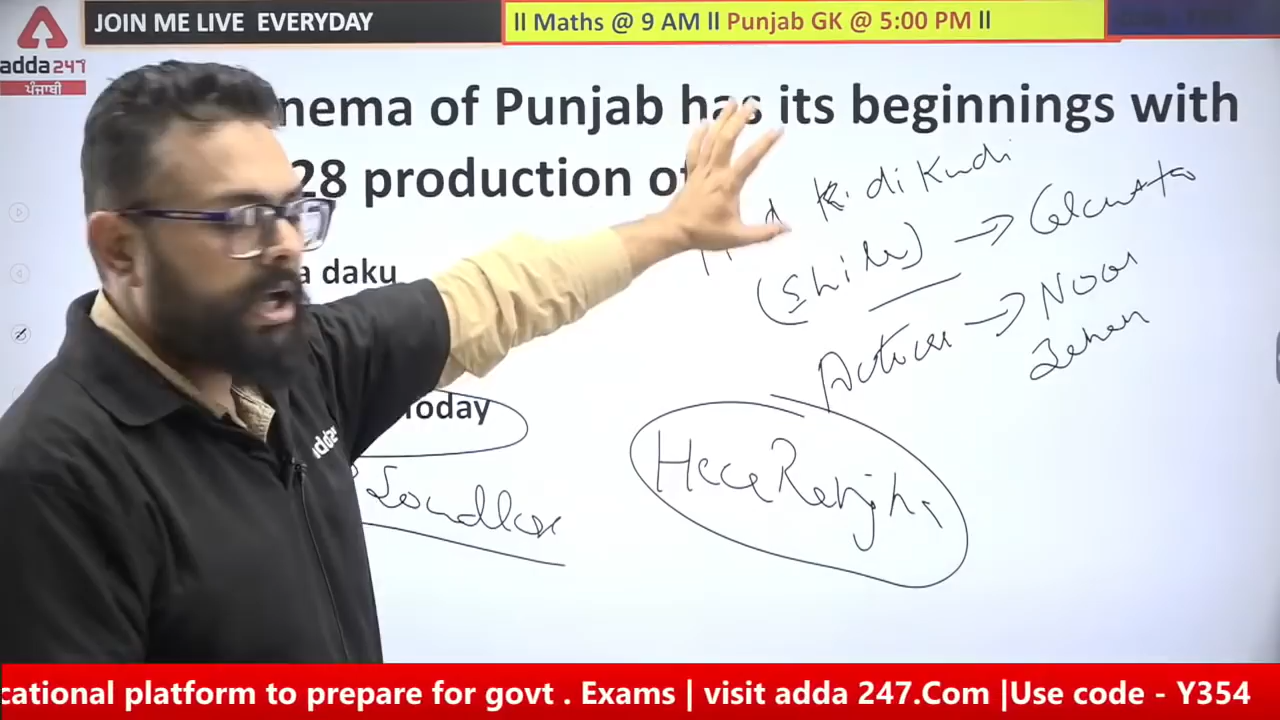 JOIN ME LIVE EVERYDAY
ll Maths @ 9 AM ll Punjab GK @ 5:00 PM ll
adda247
ਪੰਜਾਬੀ
nema of Punjab has its beginnings with
28 production of
Kidi Kudi
(Shila) → Calcutta
a daku
Actress → Noor
Jehan
oday
Heer Ranjha
adda24
cational platform to prepare for govt . Exams | visit adda 247.Com |Use code - Y354